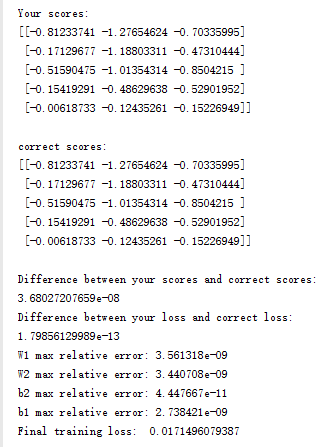 Your scores:
[[-0.81233741 -1.27654624 -0.70335995]
[-0.17129677 -1.18803311 -0.47310444]
[-0.51590475 -1.01354314 -0.8504215 ]
[-0.15419291 -0.48629638 -0.52901952]
[-0.00618733 -0.12435261 -0.15226949]]
correct scores:
[[-0.81233741 -1.27654624 -0.70335995]
[-0.17129677 -1.18803311 -0.47310444]
[-0.51590475 -1.01354314 -0.8504215 ]
[-0.15419291 -0.48629638 -0.52901952]
[-0.00618733 -0.12435261 -0.15226949]]
Difference between your scores and correct scores:
3.68027207659e-08
Difference between your loss and correct loss:
1.79856129989e-13
W1 max relative error: 3.561318e-09
W2 max relative error: 3.440708e-09
b2 max relative error: 4.447667e-11
b1 max relative error: 2.738421e-09
Final training loss:  0.0171496079387